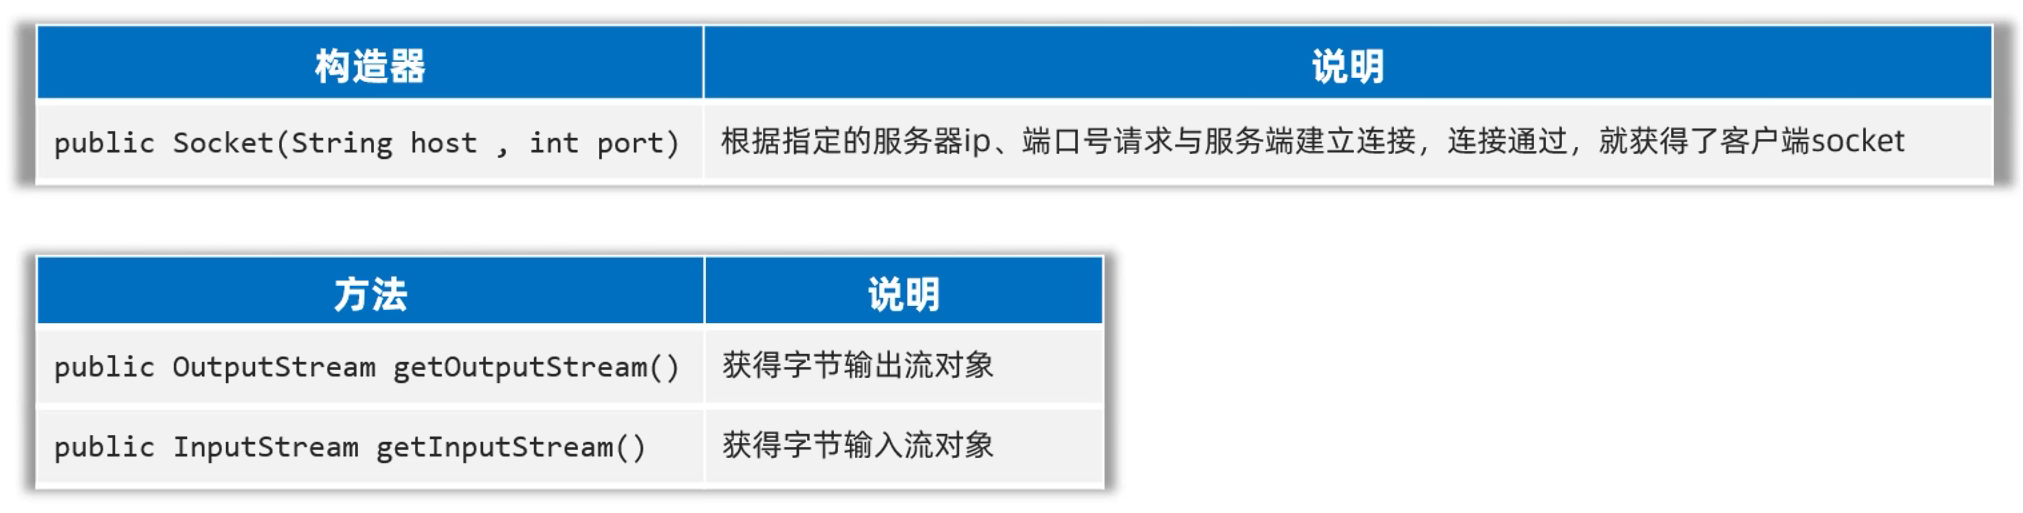 构造器 说明
public Socket(String host , int port) 根据指定的服务器ip、端口号请求与服务端建立连接，连接通过，就获得了客户端socket
方法 说明
public OutputStream getOutputStream() 获得字节输出流对象
public InputStream getInputStream() 获得字节输入流对象